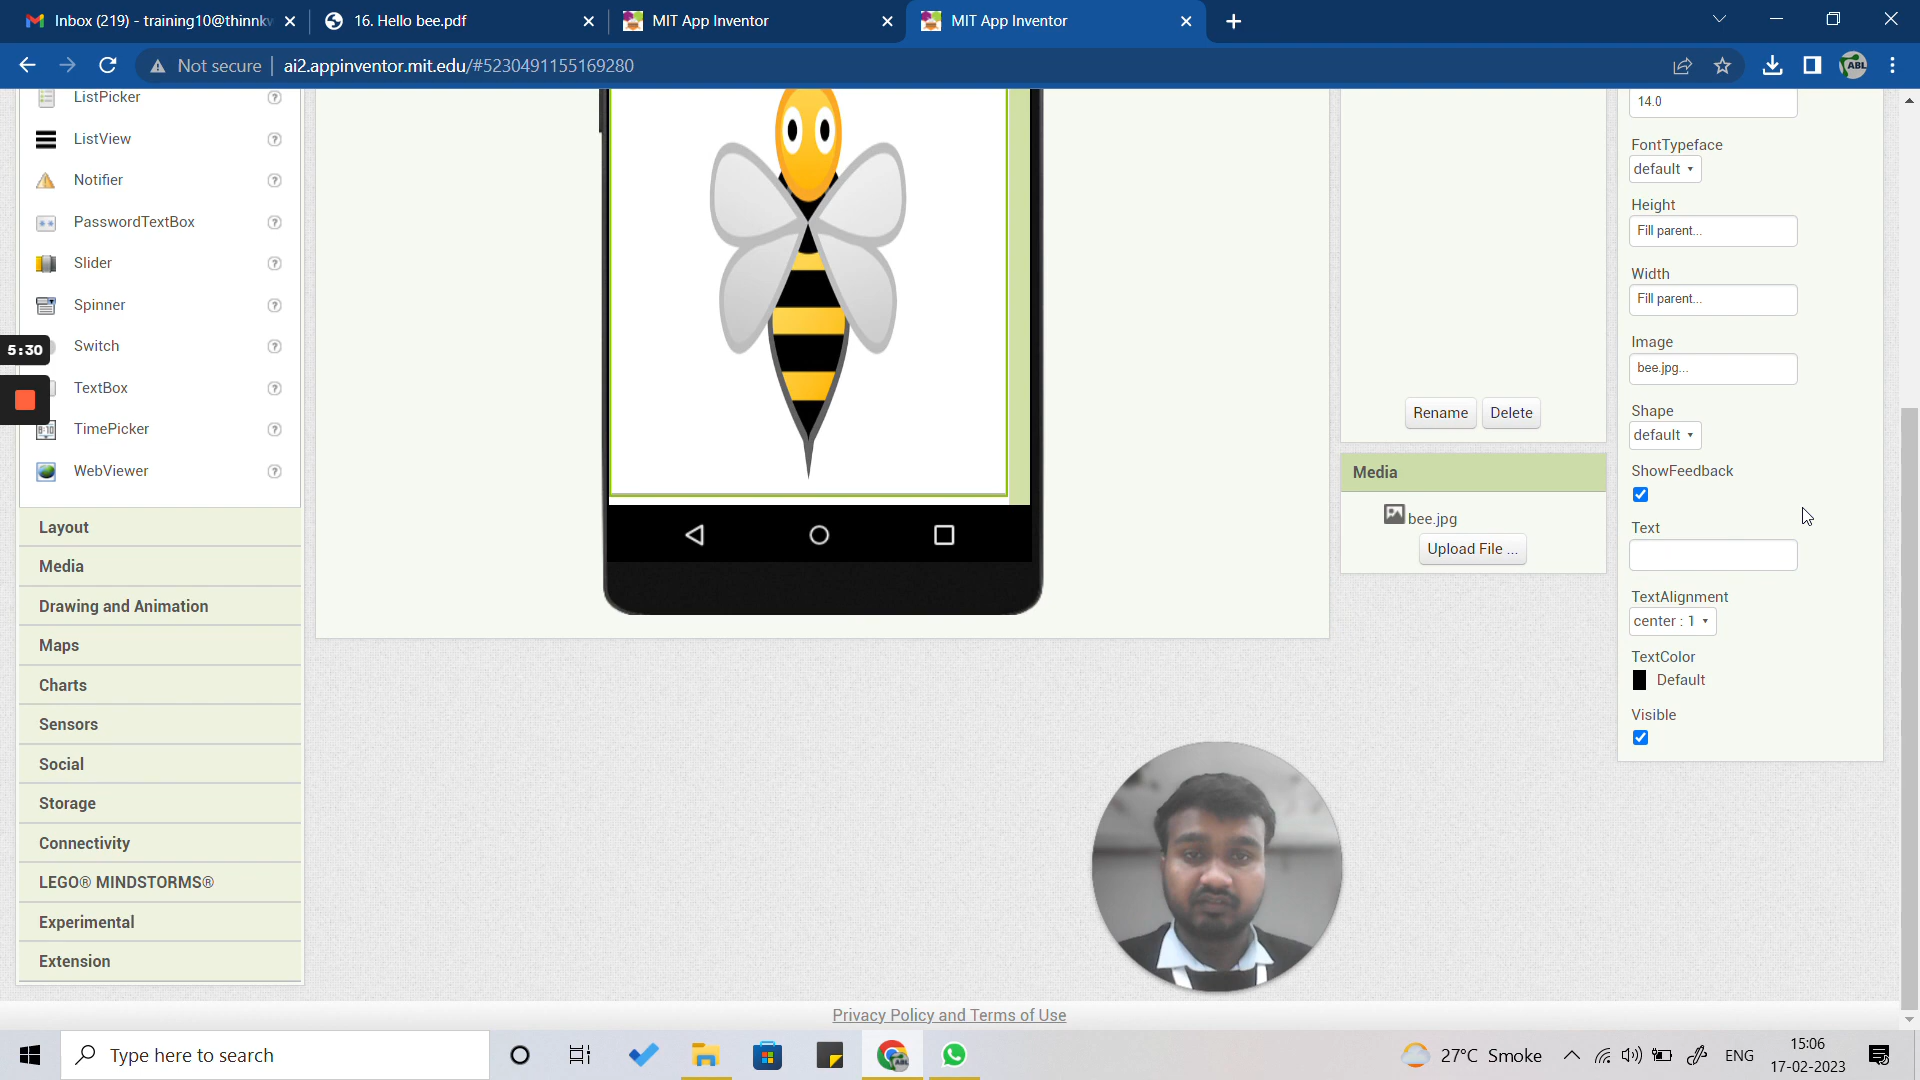 Inbox (219) - training10@thinnkw
16. Hello bee.pdf
MIT App Inventor
MIT App Inventor
Not secure
ai2.appinventor.mit.edu/#5230491155169280
ABL
ListPicker
ListView
Notifier
PasswordTextBox
Slider
Spinner
Switch
TextBox
TimePicker
WebViewer
5:30
Layout
Media
Drawing and Animation
Maps
Charts
Sensors
Social
Storage
Connectivity
LEGO® MINDSTORMS®
Experimental
Extension
Rename
Delete
Media
bee.jpg
Upload File ...
14.0
FontTypeface
default
Height
Fill parent...
Width
Fill parent...
Image
bee.jpg...
Shape
default
ShowFeedback
Text
TextAlignment
center : 1
TextColor
Default
Visible
Privacy Policy and Terms of Use
Type here to search
27°C Smoke
ENG
15:06
17-02-2023